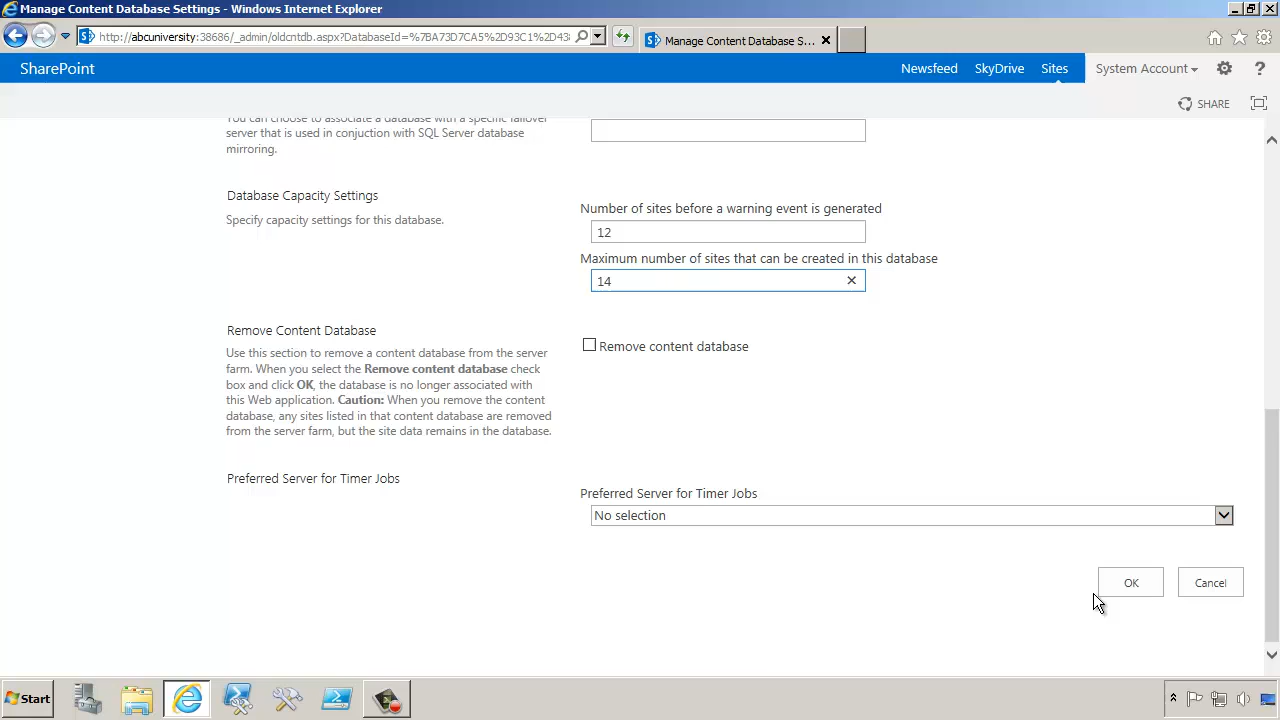 Manage Content Database Settings - Windows Internet Explorer
http://abcuniversity:38686/_admin/oldcntdb.aspx?DatabaseId=%7BA73D7CA5%2D93C1%2D43
Manage Content Database S...
SharePoint
Newsfeed
SkyDrive
Sites
System Account
?
SHARE
You can choose to associate a database with a specific failover
server that is used in conjuction with SQL Server database
mirroring.
Database Capacity Settings
Specify capacity settings for this database.
Number of sites before a warning event is generated
12
Maximum number of sites that can be created in this database
14
Remove Content Database
Use this section to remove a content database from the server
farm. When you select the Remove content database check
box and click OK, the database is no longer associated with
this Web application. Caution: When you remove the content
database, any sites listed in that content database are removed
from the server farm, but the site data remains in the database.
Remove content database
Preferred Server for Timer Jobs
Preferred Server for Timer Jobs
No selection
OK
Cancel
Start